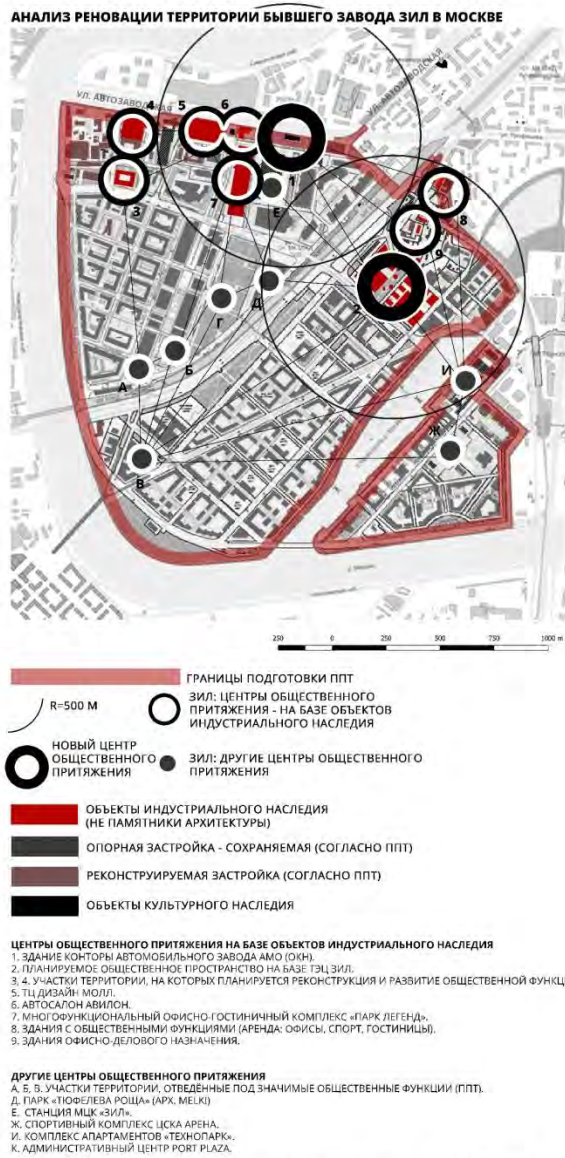 АНАЛИЗ РЕНОВАЦИИ ТЕРРИТОРИИ БЫВШЕГО ЗАВОДА ЗИЛ В МОСКВЕ
УЛ. АВТОЗАВОДСКАЯ
УЛ. АВТОЗАВОДСКАЯ
4
5
6
1
3
7
Е
8
9
2
Д
Г
А
Б
И
В
Ж
250
0
250
500
750
1000 m
ГРАНИЦЫ ПОДГОТОВКИ ППТ
R=500 М
ЗИЛ: ЦЕНТРЫ ОБЩЕСТВЕННОГО
ПРИТЯЖЕНИЯ - НА БАЗЕ ОБЪЕКТОВ
ИНДУСТРИАЛЬНОГО НАСЛЕДИЯ
НОВЫЙ ЦЕНТР
ОБЩЕСТВЕННОГО
ПРИТЯЖЕНИЯ
ЗИЛ: ДРУГИЕ ЦЕНТРЫ ОБЩЕСТВЕННОГО
ПРИТЯЖЕНИЯ
ОБЪЕКТЫ ИНДУСТРИАЛЬНОГО НАСЛЕДИЯ
(НЕ ПАМЯТНИКИ АРХИТЕКТУРЫ)
ОПОРНАЯ ЗАСТРОЙКА - СОХРАНЯЕМАЯ (СОГЛАСНО ППТ)
РЕКОНСТРУИРУЕМАЯ ЗАСТРОЙКА (СОГЛАСНО ППТ)
ОБЪЕКТЫ КУЛЬТУРНОГО НАСЛЕДИЯ
ЦЕНТРЫ ОБЩЕСТВЕННОГО ПРИТЯЖЕНИЯ НА БАЗЕ ОБЪЕКТОВ ИНДУСТРИАЛЬНОГО НАСЛЕДИЯ
1. ЗДАНИЕ КОНТОРЫ АВТОМОБИЛЬНОГО ЗАВОДА АМО (ОКН).
2. ПЛАНИРУЕМОЕ ОБЩЕСТВЕННОЕ ПРОСТРАНСТВО НА БАЗЕ ТЭЦ ЗИЛ.
3, 4. УЧАСТКИ ТЕРРИТОРИИ, НА КОТОРЫХ ПЛАНИРУЕТСЯ РЕКОНСТРУКЦИЯ И РАЗВИТИЕ ОБЩЕСТВЕННОЙ ФУНКЦ
5. ТЦ ДИЗАЙН МОЛЛ.
6. АВТОСАЛОН АВИЛОН.
7. МНОГОФУНКЦИОНАЛЬНЫЙ ОФИСНО-ГОСТИНИЧНЫЙ КОМПЛЕКС «ПАРК ЛЕГЕНД».
8. ЗДАНИЯ С ОБЩЕСТВЕННЫМИ ФУНКЦИЯМИ (АРЕНДА: ОФИСЫ, СПОРТ, ГОСТИНИЦЫ).
9. ЗДАНИЯ ОФИСНО-ДЕЛОВОГО НАЗНАЧЕНИЯ.
ДРУГИЕ ЦЕНТРЫ ОБЩЕСТВЕННОГО ПРИТЯЖЕНИЯ
А, Б, В. УЧАСТКИ ТЕРРИТОРИИ, ОТВЕДЁННЫЕ ПОД ЗНАЧИМЫЕ ОБЩЕСТВЕННЫЕ ФУНКЦИИ (ППТ).
Д. ПАРК «ТЮФЕЛЕВА РОЩА» (АРХ. MELKI)
Е. СТАНЦИЯ МЦК «ЗИЛ».
Ж. СПОРТИВНЫЙ КОМПЛЕКС ЦСКА АРЕНА.
И. КОМПЛЕКС АПАРТАМЕНТОВ «ТЕХНОПАРК».
К. АДМИНИСТРАТИВНЫЙ ЦЕНТР PORT PLAZA.